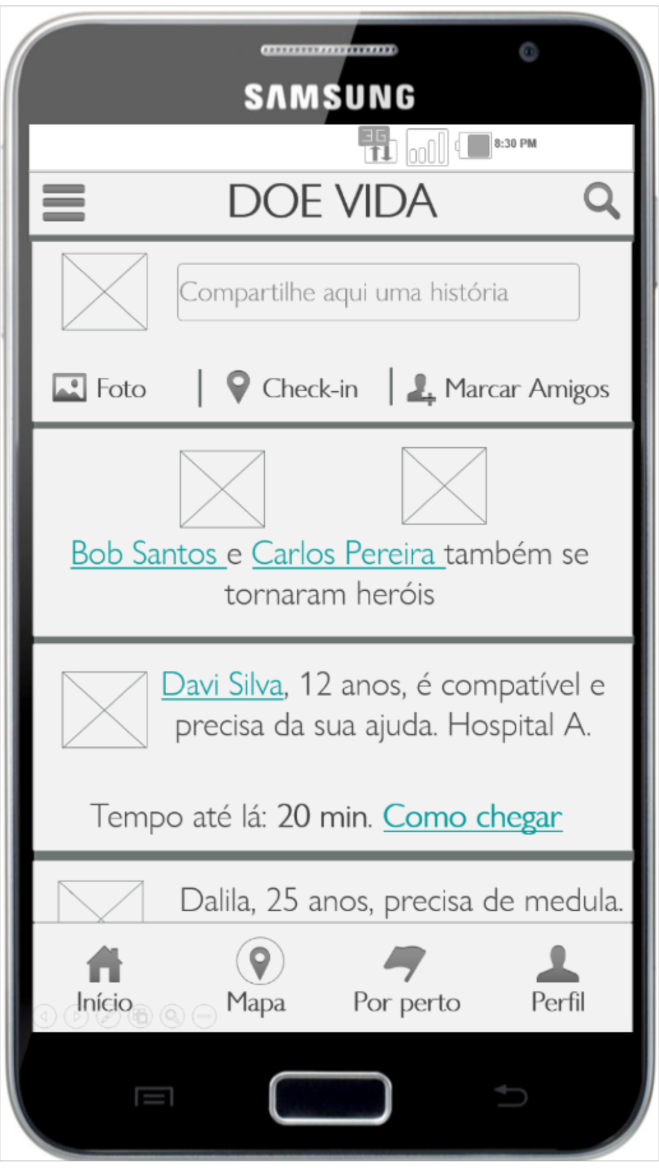 SAMSUNG
3G 8:30 PM
DOE VIDA
Compartilhe aqui uma história
Foto | Check-in | Marcar Amigos
Bob Santos e Carlos Pereira também se
tornaram heróis
Davi Silva, 12 anos, é compatível e
precisa da sua ajuda. Hospital A.
Tempo até lá: 20 min. Como chegar
Dalila, 25 anos, precisa de medula.
Início Mapa Por perto Perfil